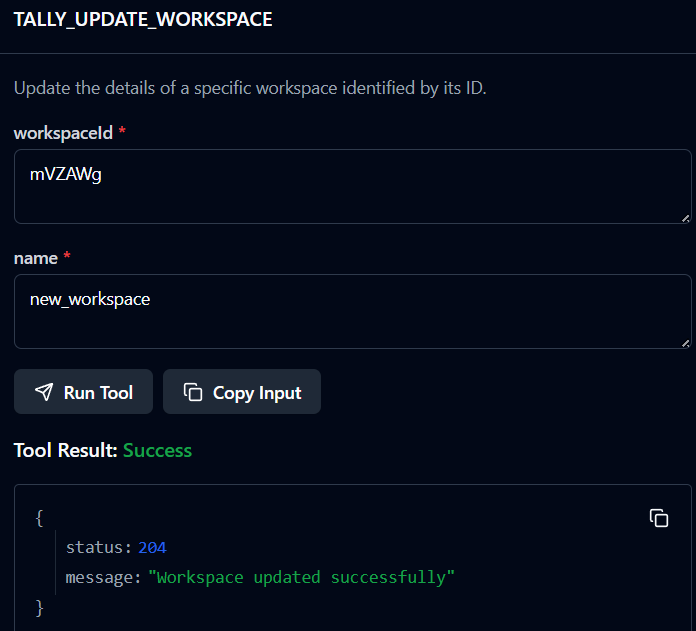 TALLY_UPDATE_WORKSPACE
Update the details of a specific workspace identified by its ID.
workspaceId *
mVZAWg
name *
new_workspace
Run Tool
Copy Input
Tool Result: Success
{
status: 204
message: "Workspace updated successfully"
}